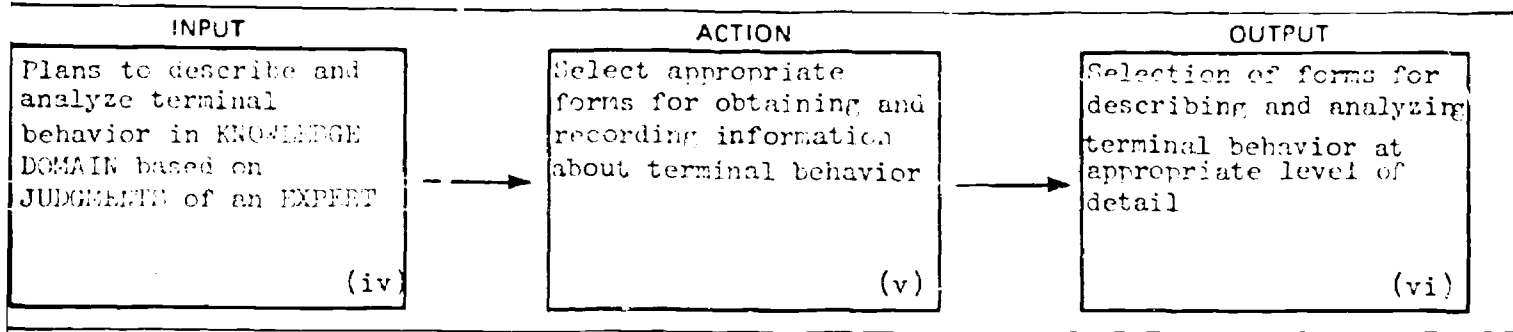 INPUT
Plans to describe and
analyze terminal
behavior in KNOWLEDGE
DOMAIN based on
JUDGMENTS of an EXPERT
(iv)
ACTION
Select appropriate
forms for obtaining and
recording information
about terminal behavior
(v)
OUTPUT
Selection of forms for
describing and analyzing
terminal behavior at
appropriate level of
detail
(vi)